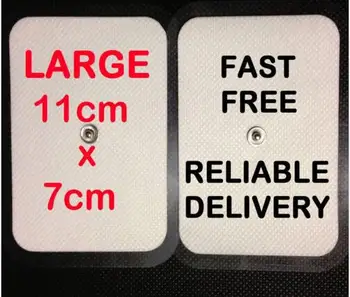 LARGE
11cm
x
7cm
FAST
FREE
RELIABLE
DELIVERY